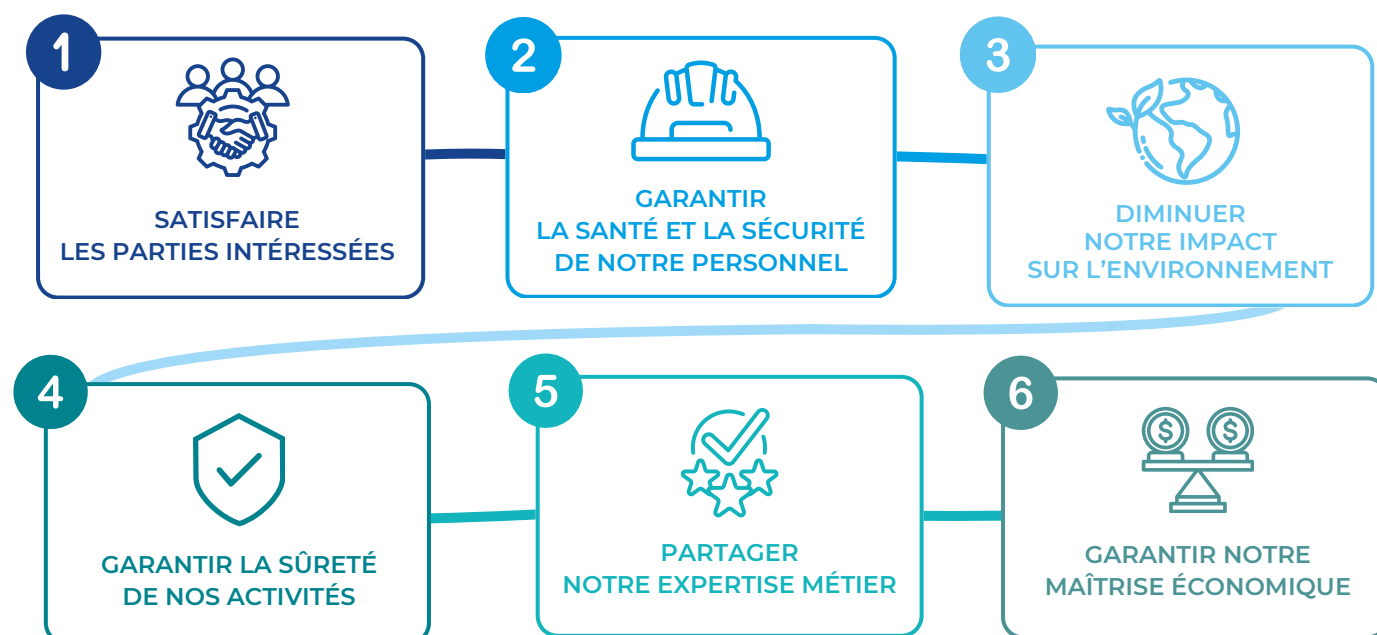 1
SATISFAIRE
LES PARTIES INTÉRESSÉES
2
GARANTIR
LA SANTÉ ET LA SÉCURITÉ
DE NOTRE PERSONNEL
3
DIMINUER
NOTRE IMPACT
SUR L’ENVIRONNEMENT
4
GARANTIR LA SÛRETÉ
DE NOS ACTIVITÉS
5
PARTAGER
NOTRE EXPERTISE MÉTIER
6
$ $
GARANTIR NOTRE
MAÎTRISE ÉCONOMIQUE